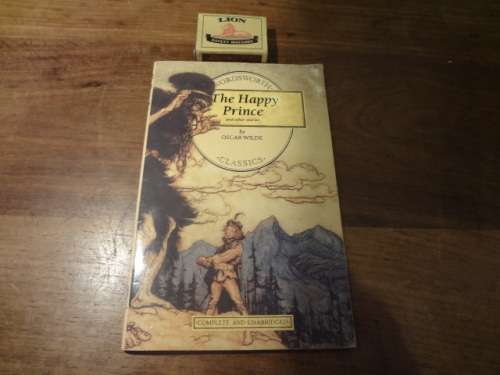 LION
SAFETY MATCHES
WORDSWORTH
The Happy
Prince
and other stories
by
OSCAR WILDE
CLASSICS
COMPLETE AND UNABRIDGED